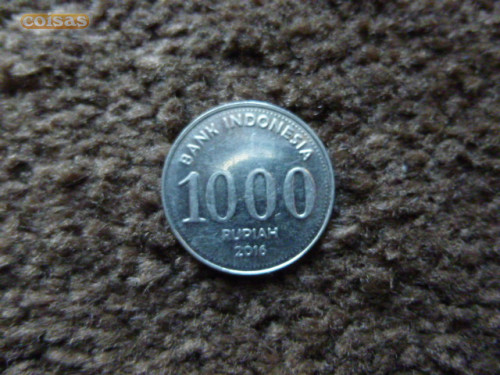 coisas
BANK INDONESIA
1000
RUPIAH
2016